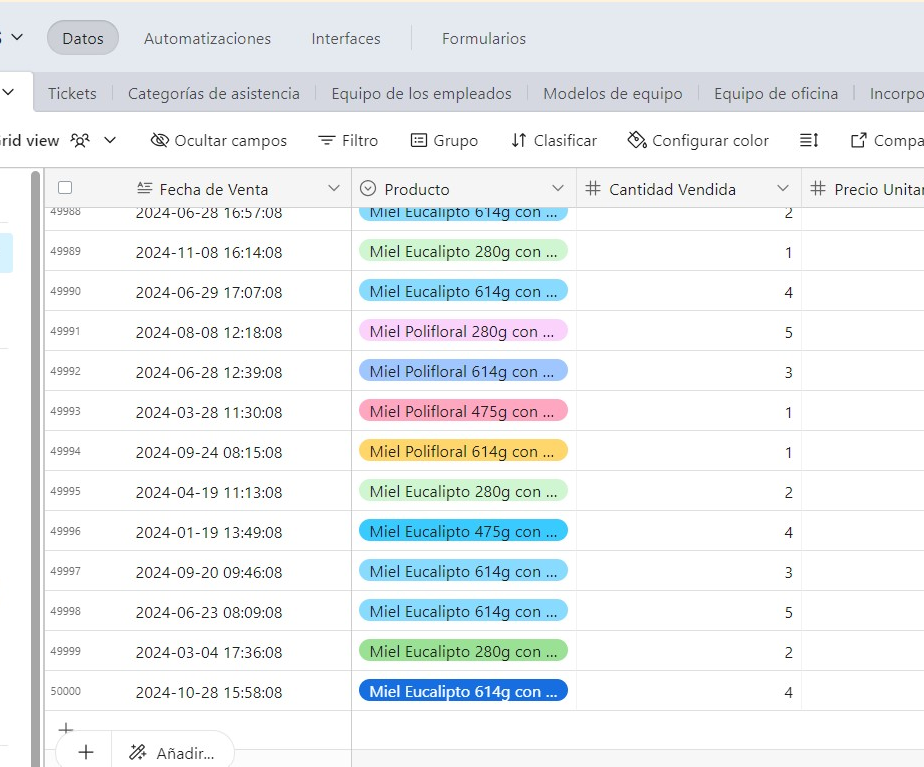 Datos Automatizaciones Interfaces Formularios
Tickets Categorías de asistencia Equipo de los empleados Modelos de equipo Equipo de oficina Incorpo
rid view Ocultar campos Filtro Grupo Clasificar Configurar color Compa
Fecha de Venta Producto Cantidad Vendida Precio Unitar
49988 2024-06-28 16:57:08 Miel Eucalipto 614g con ... 2
49989 2024-11-08 16:14:08 Miel Eucalipto 280g con ... 1
49990 2024-06-29 17:07:08 Miel Eucalipto 614g con ... 4
49991 2024-08-08 12:18:08 Miel Polifloral 280g con ... 5
49992 2024-06-28 12:39:08 Miel Polifloral 614g con ... 3
49993 2024-03-28 11:30:08 Miel Polifloral 475g con ... 1
49994 2024-09-24 08:15:08 Miel Polifloral 614g con ... 1
49995 2024-04-19 11:13:08 Miel Eucalipto 280g con ... 2
49996 2024-01-19 13:49:08 Miel Eucalipto 475g con ... 4
49997 2024-09-20 09:46:08 Miel Eucalipto 614g con ... 3
49998 2024-06-23 08:09:08 Miel Eucalipto 614g con ... 5
49999 2024-03-04 17:36:08 Miel Eucalipto 280g con ... 2
50000 2024-10-28 15:58:08 Miel Eucalipto 614g con ... 4
+
+ Añadir...